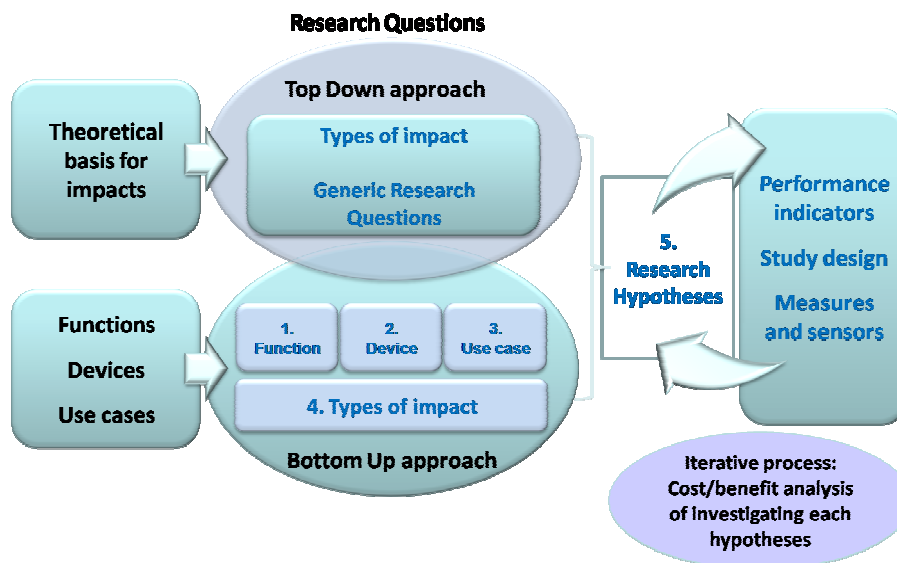 Research Questions
Top Down approach
Theoretical
basis for
impacts
Types of impact
Generic Research
Questions
Functions
Devices
Use cases
1.
Function
2.
Device
3.
Use case
4. Types of impact
Bottom Up approach
5.
Research
Hypotheses
Performance
indicators
Study design
Measures
and sensors
Iterative process:
Cost/benefit analysis
of investigating each
hypotheses